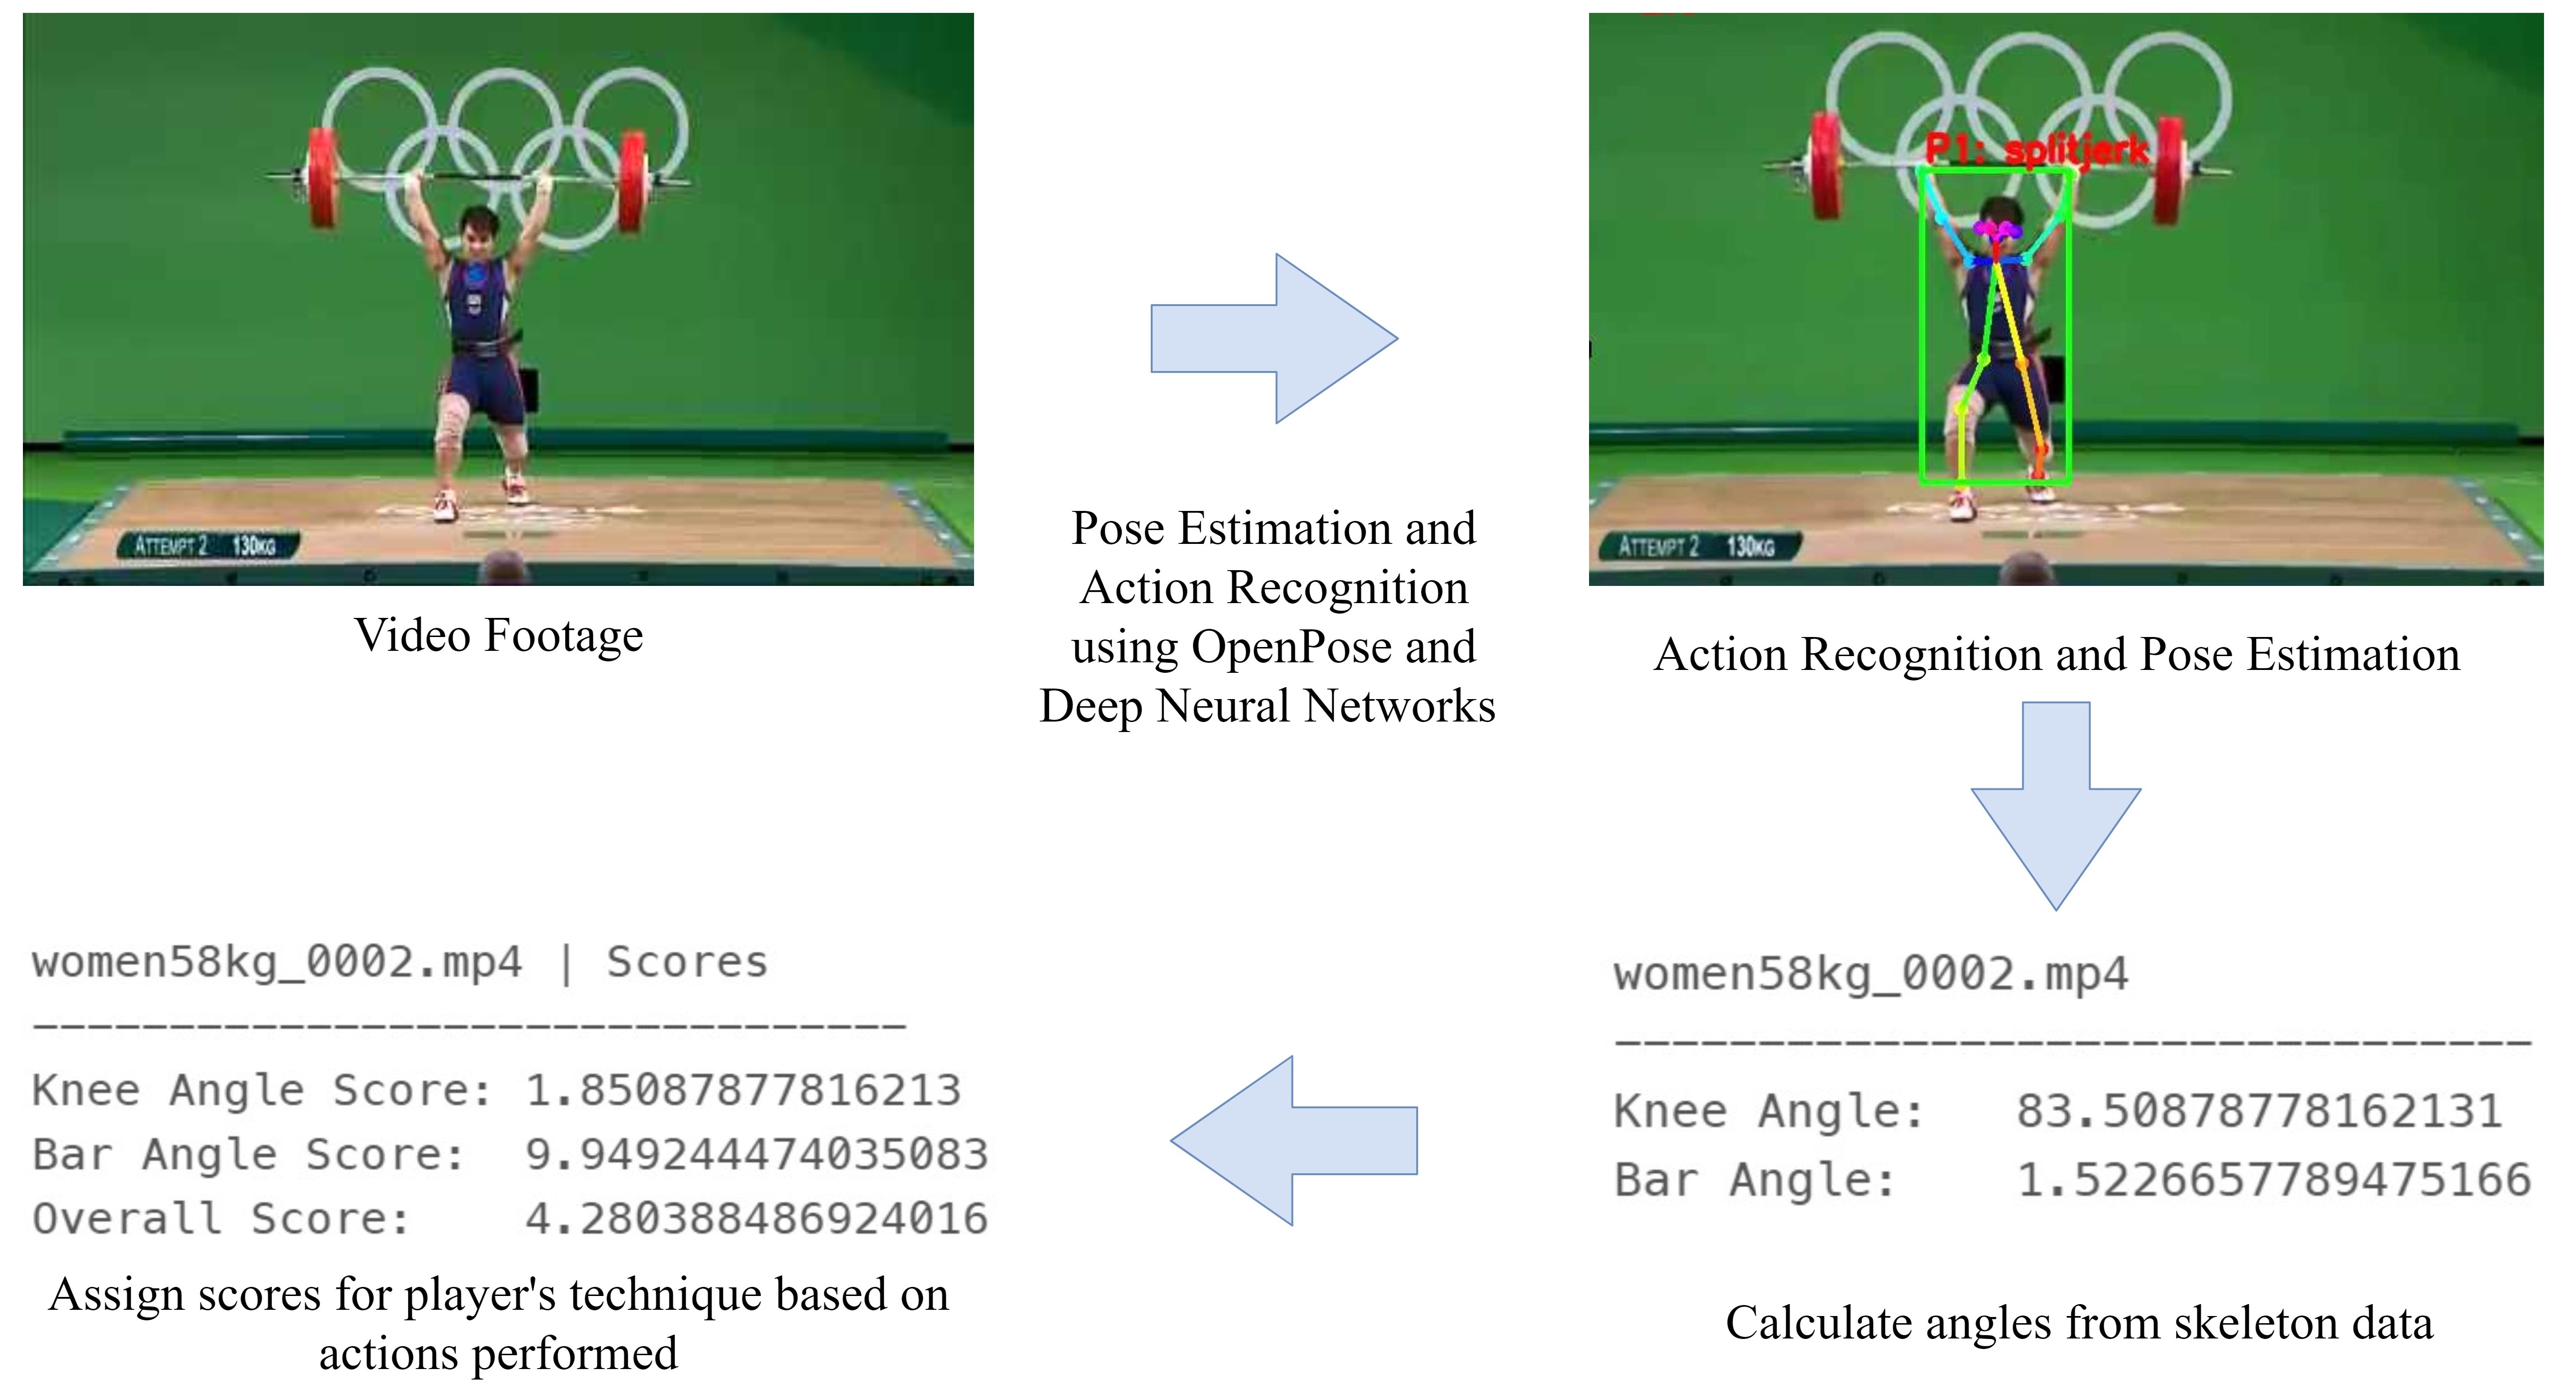 ATTEMPT 2 130KG
Video Footage
Pose Estimation and
Action Recognition
using OpenPose and
Deep Neural Networks
P1: splitjerk
ATTEMPT 2 130KG
Action Recognition and Pose Estimation
women58kg_0002.mp4
--------------------------------
Knee Angle: 83.50878778162131
Bar Angle: 1.5226657789475166
Calculate angles from skeleton data
women58kg_0002.mp4 | Scores
--------------------------------
Knee Angle Score: 1.85087877816213
Bar Angle Score: 9.949244474035083
Overall Score: 4.280388486924016
Assign scores for player's technique based on
actions performed